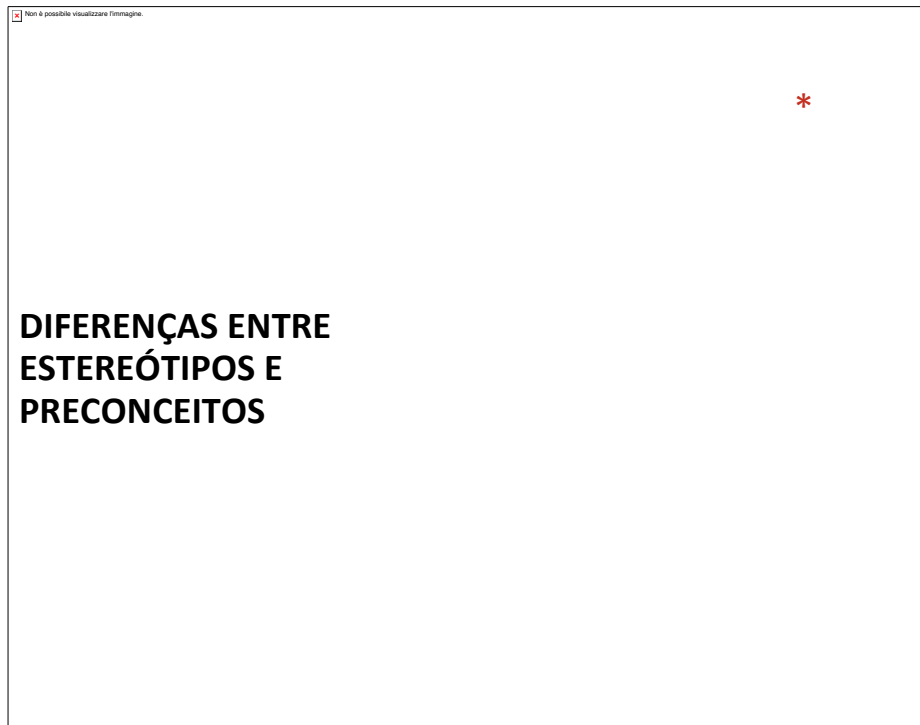 Non è possibile visualizzare l'immagine.
*
DIFERENÇAS ENTRE
ESTEREÓTIPOS E
PRECONCEITOS